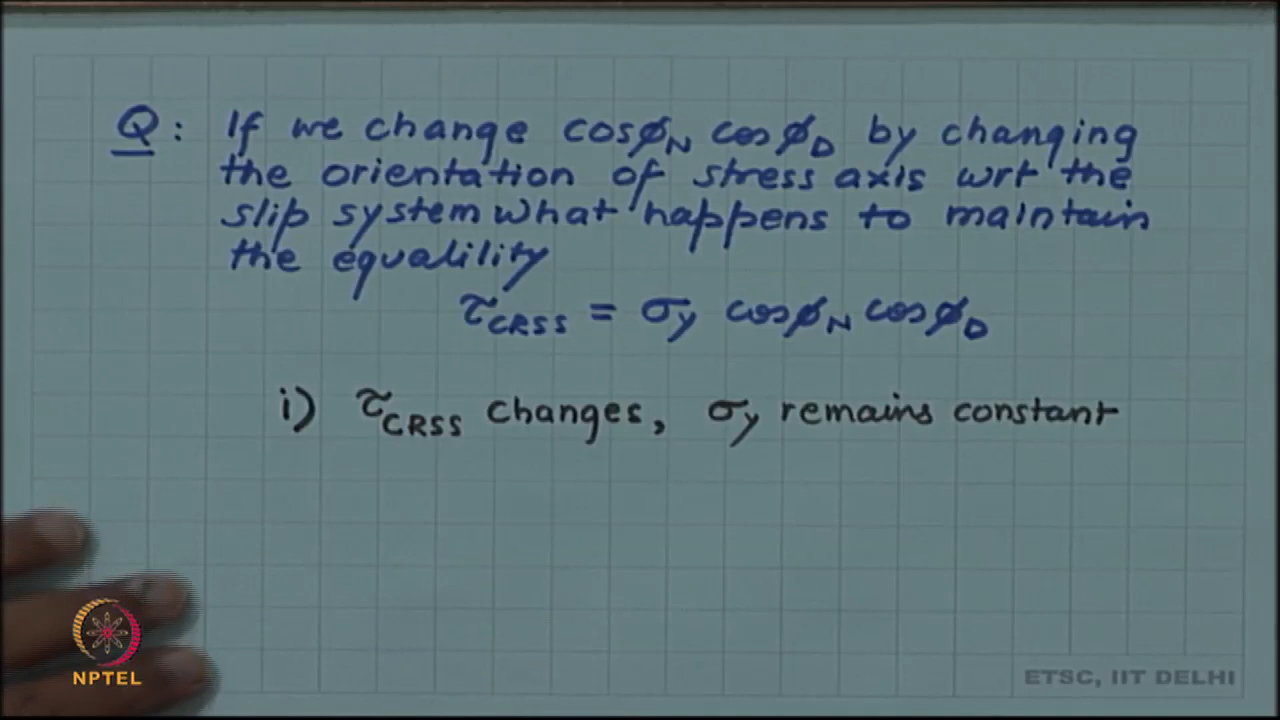 Q: If we change cosϕN cosϕD by changing
the orientation of stress axis wrt the
slip system what happens to maintain
the equalility
τCRSS = σy cosϕN cosϕD
i) τCRSS changes, σy remains constant
NPTEL
ETSC, IIT DELHI